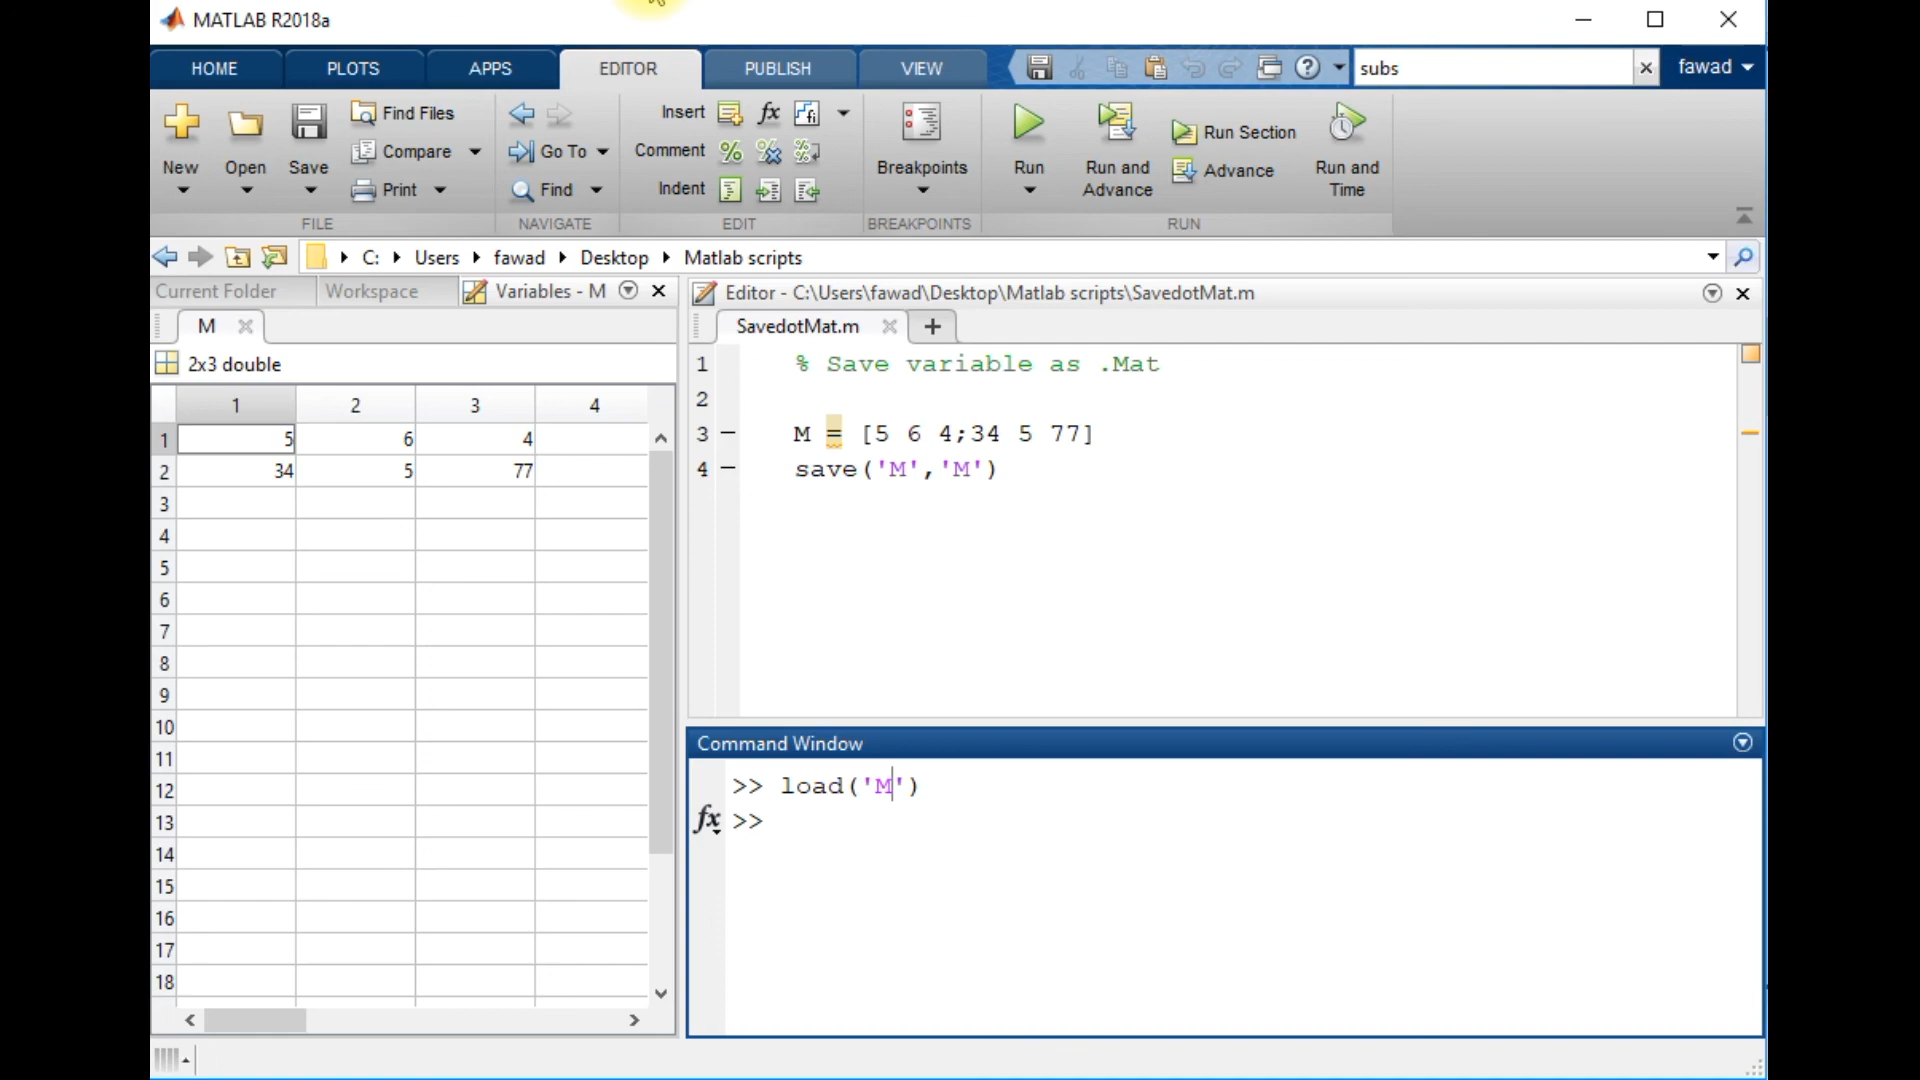 MATLAB R2018a
HOME PLOTS APPS EDITOR PUBLISH VIEW subs fawad
New Open Save Find Files Compare Print
Go To Find
Insert Comment Indent
Breakpoints
Run Run and Advance Run Section Advance Run and Time
FILE NAVIGATE EDIT BREAKPOINTS RUN
C: Users fawad Desktop Matlab scripts
Current Folder Workspace Variables - M
M
2x3 double
1 2 3 4
1 5 6 4
2 34 5 77
3
4
5
6
7
8
9
10
11
12
13
14
15
16
17
18
Editor - C:\Users\fawad\Desktop\Matlab scripts\SavedotMat.m
SavedotMat.m
1 % Save variable as .Mat
2
3 M = [5 6 4;34 5 77]
4 save('M','M')
Command Window
>> load('M')
fx >>